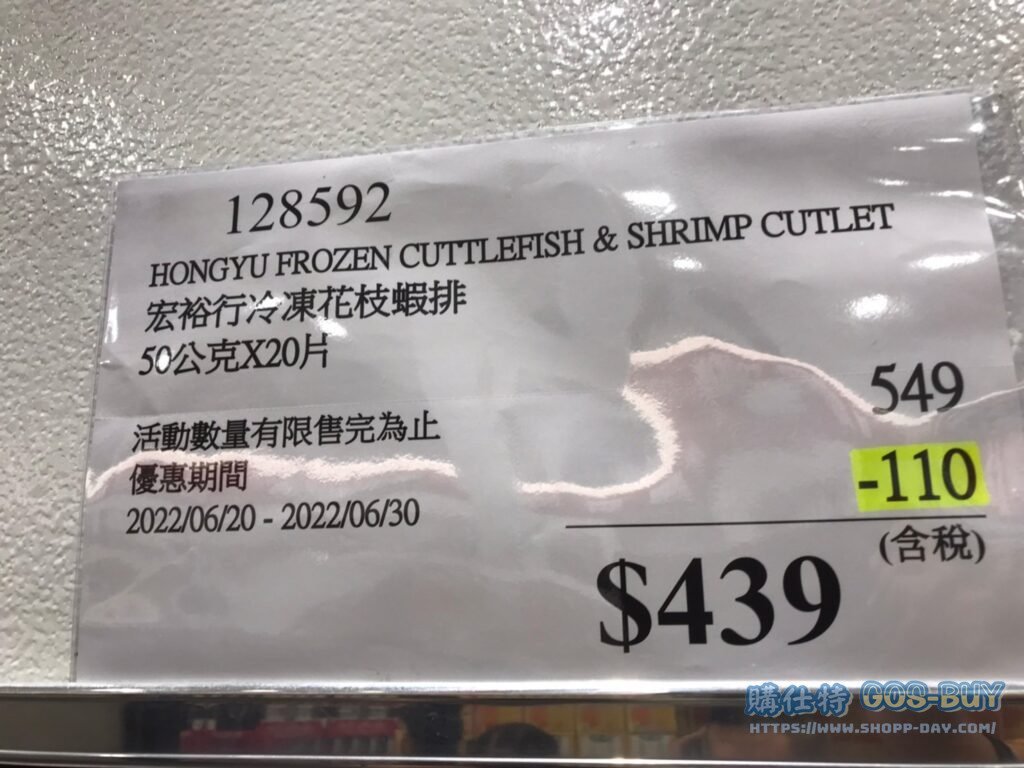 128592
HONGYU FROZEN CUTTLEFISH & SHRIMP CUTLET
宏裕行冷凍花枝蝦排
50公克X20片
549
活動數量有限售完為止
優惠期間
-110
2022/06/20 - 2022/06/30
(含稅)
$439
購仕特 GOS-BUY
HTTPS://WWW.SHOPP-DAY.COM/